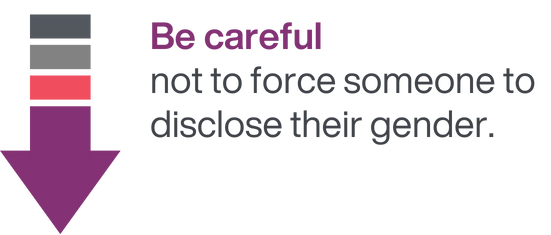 Be careful
not to force someone to
disclose their gender.